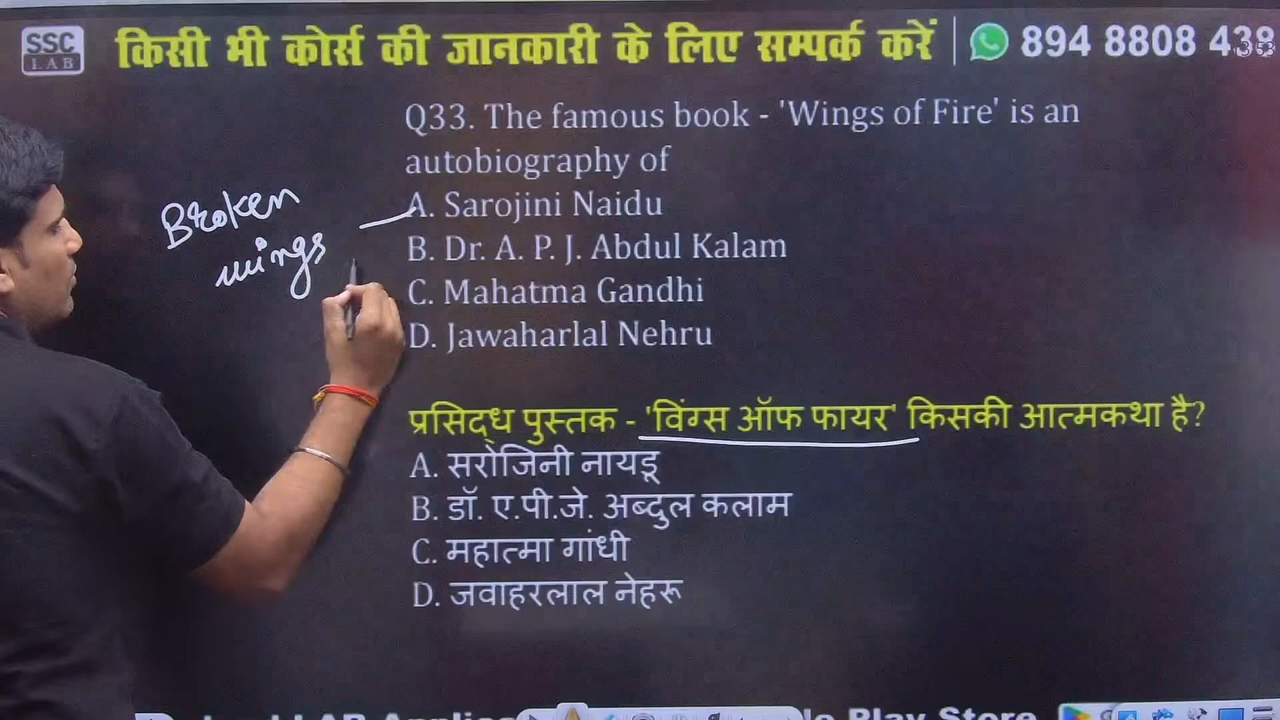 SSC
LAB
किसी भी कोर्स की जानकारी के लिए सम्पर्क करें
894 8808 438
Q33. The famous book - 'Wings of Fire' is an
autobiography of
A. Sarojini Naidu
B. Dr. A. P. J. Abdul Kalam
C. Mahatma Gandhi
D. Jawaharlal Nehru
Broken
wings
प्रसिद्ध पुस्तक - 'विंग्स ऑफ फायर' किसकी आत्मकथा है?
A. सरोजिनी नायडू
B. डॉ. ए.पी.जे. अब्दुल कलाम
C. महात्मा गांधी
D. जवाहरलाल नेहरू
Play Store